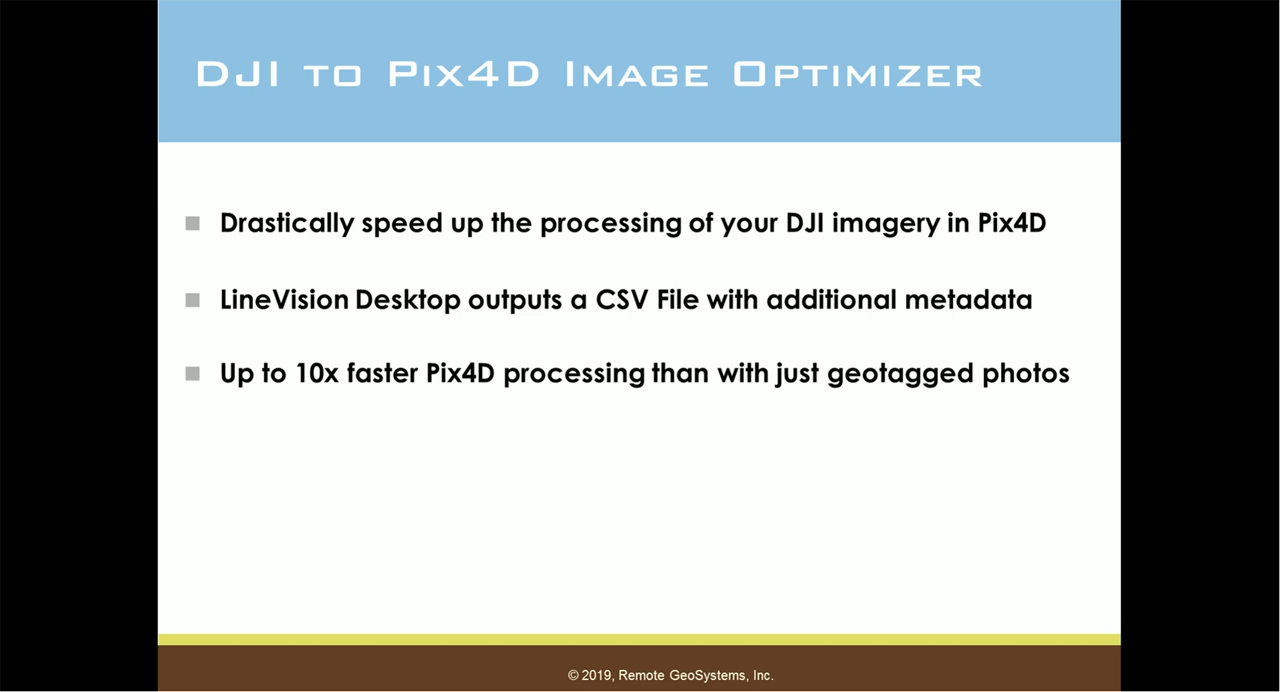 DJI to Pix4D Image Optimizer
Drastically speed up the processing of your DJI imagery in Pix4D
LineVision Desktop outputs a CSV File with additional metadata
Up to 10x faster Pix4D processing than with just geotagged photos
© 2019, Remote GeoSystems, Inc.